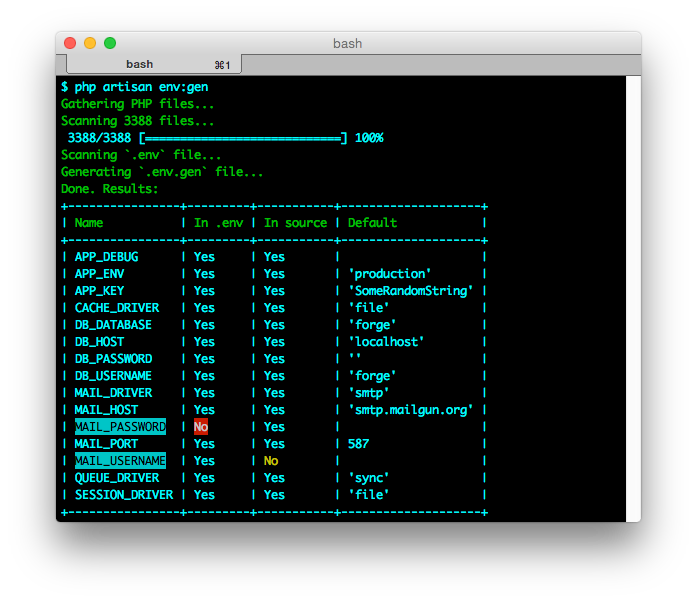 bash
bash ⌘1
$ php artisan env:gen
Gathering PHP files...
Scanning 3388 files...
 3388/3388 [============================] 100%
Scanning `.env` file...
Generating `.env.gen` file...
Done. Results:
+----------------+---------+-----------+--------------------+
| Name           | In .env | In source | Default            |
+----------------+---------+-----------+--------------------+
| APP_DEBUG      | Yes     | Yes       |                    |
| APP_ENV        | Yes     | Yes       | 'production'       |
| APP_KEY        | Yes     | Yes       | 'SomeRandomString' |
| CACHE_DRIVER   | Yes     | Yes       | 'file'             |
| DB_DATABASE    | Yes     | Yes       | 'forge'            |
| DB_HOST        | Yes     | Yes       | 'localhost'        |
| DB_PASSWORD    | Yes     | Yes       | ''                 |
| DB_USERNAME    | Yes     | Yes       | 'forge'            |
| MAIL_DRIVER    | Yes     | Yes       | 'smtp'             |
| MAIL_HOST      | Yes     | Yes       | 'smtp.mailgun.org' |
| MAIL_PASSWORD  | No      | Yes       |                    |
| MAIL_PORT      | Yes     | Yes       | 587                |
| MAIL_USERNAME  | Yes     | No        |                    |
| QUEUE_DRIVER   | Yes     | Yes       | 'sync'             |
| SESSION_DRIVER | Yes     | Yes       | 'file'             |
+----------------+---------+-----------+--------------------+